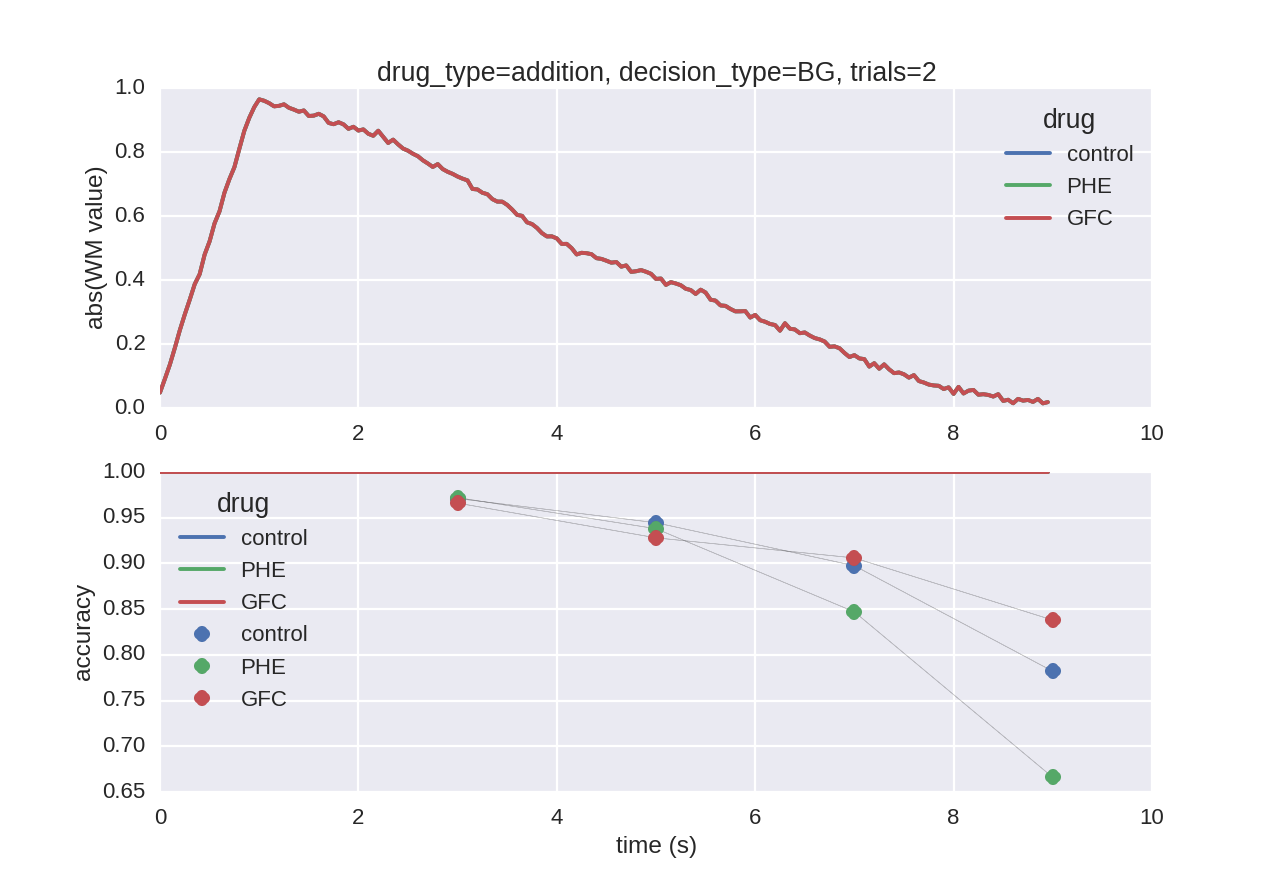 drug_type=addition, decision_type=BG, trials=2
abs(WM value)
1.0
0.8
0.6
0.4
0.2
0.0
0 2 4 6 8 10
drug
control
PHE
GFC
accuracy
1.00
0.95
0.90
0.85
0.80
0.75
0.70
0.65
drug
control
PHE
GFC
control
PHE
GFC
0 2 4 6 8 10
time (s)